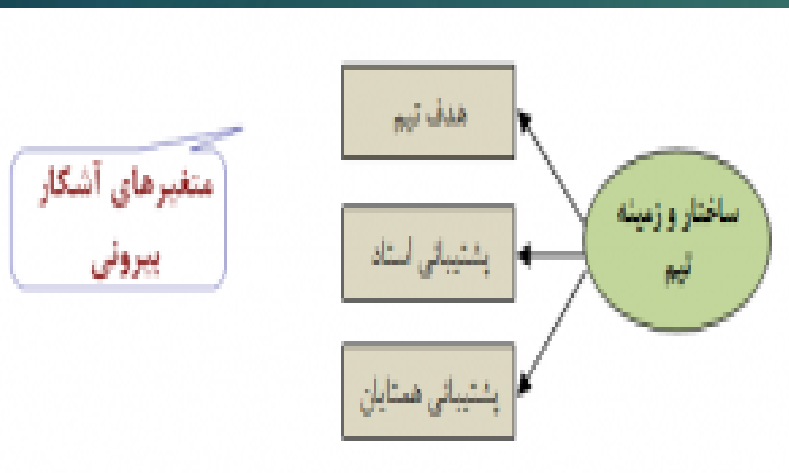 هدف تیم
متغیرهای آشکار
بیرونی
ساختار و زمینه
تیم
پشتیبانی استاد
پشتیبانی همتایان